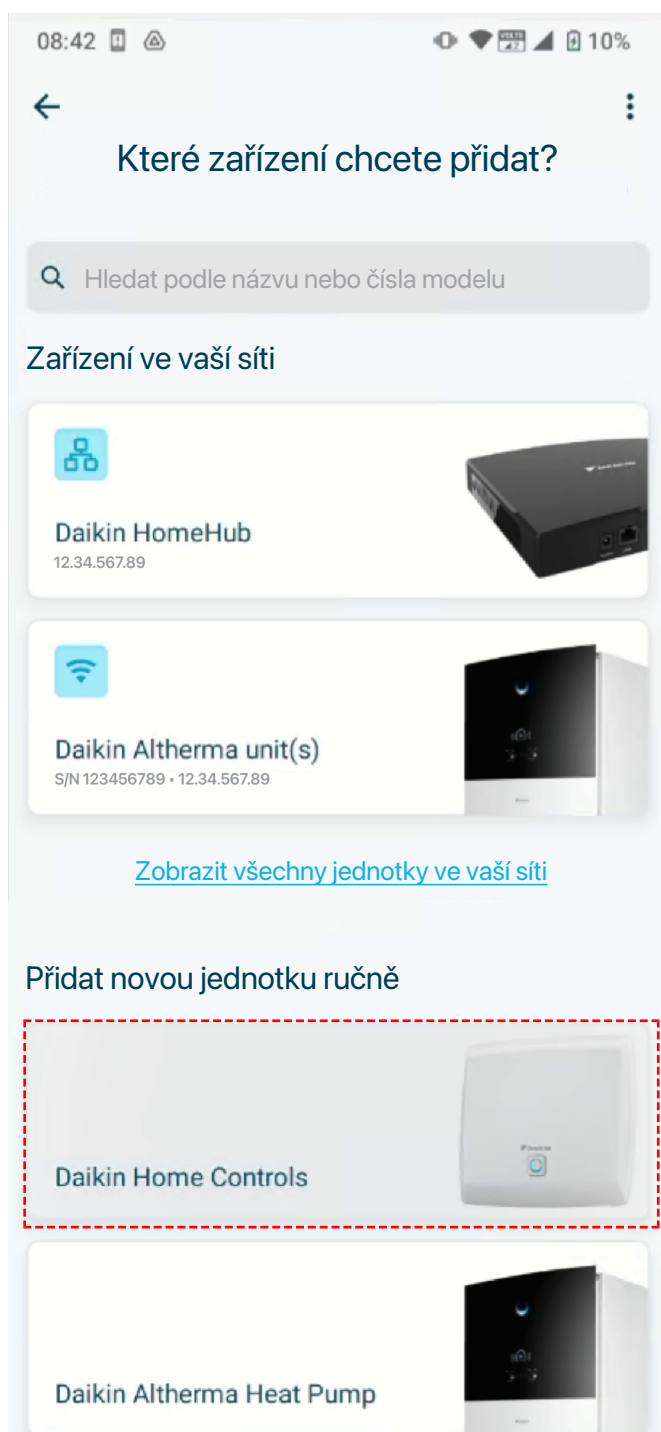 08:42
VOLTE 2
10%
Které zařízení chcete přidat?
Hledat podle názvu nebo čísla modelu
Zařízení ve vaší síti
Daikin HomeHub
12.34.567.89
Daikin Altherma unit(s)
S/N 123456789 • 12.34.567.89
Zobrazit všechny jednotky ve vaší síti
Přidat novou jednotku ručně
Daikin Home Controls
Daikin Altherma Heat Pump